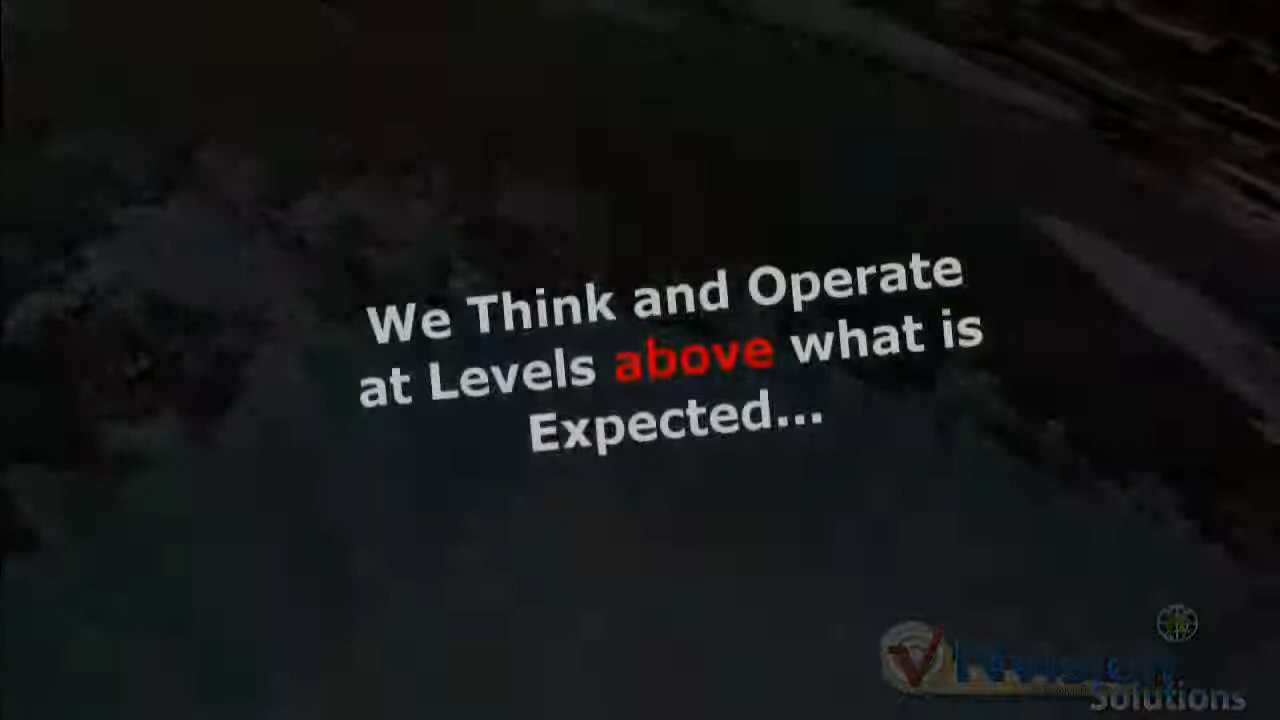 We Think and Operate
at Levels above what is
Expected...
Solutions